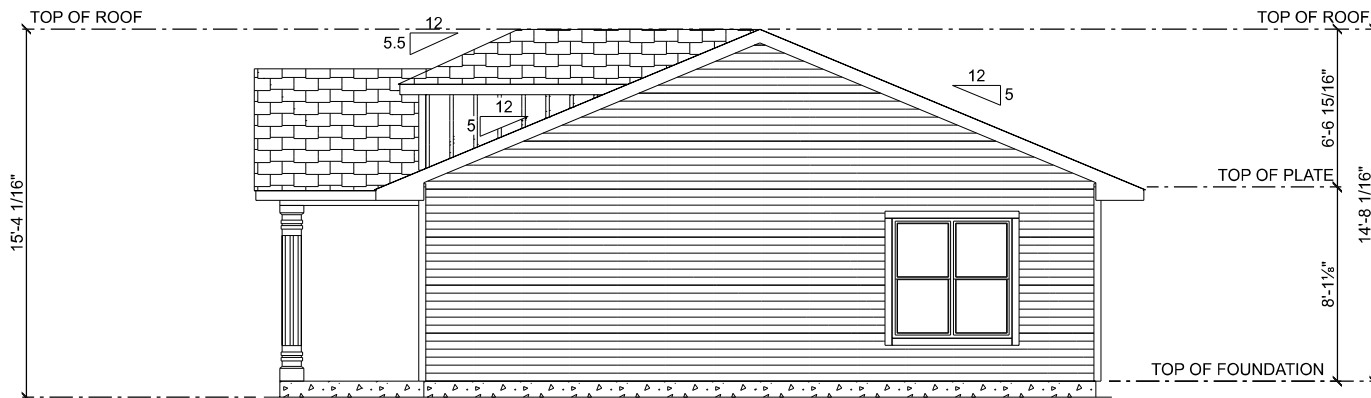 TOP OF ROOF
TOP OF ROOF
12
5.5
12
5
12
5
6'-6 15/16"
TOP OF PLATE
15'-4 1/16"
14'-8 1/16"
8'-1⅛"
TOP OF FOUNDATION